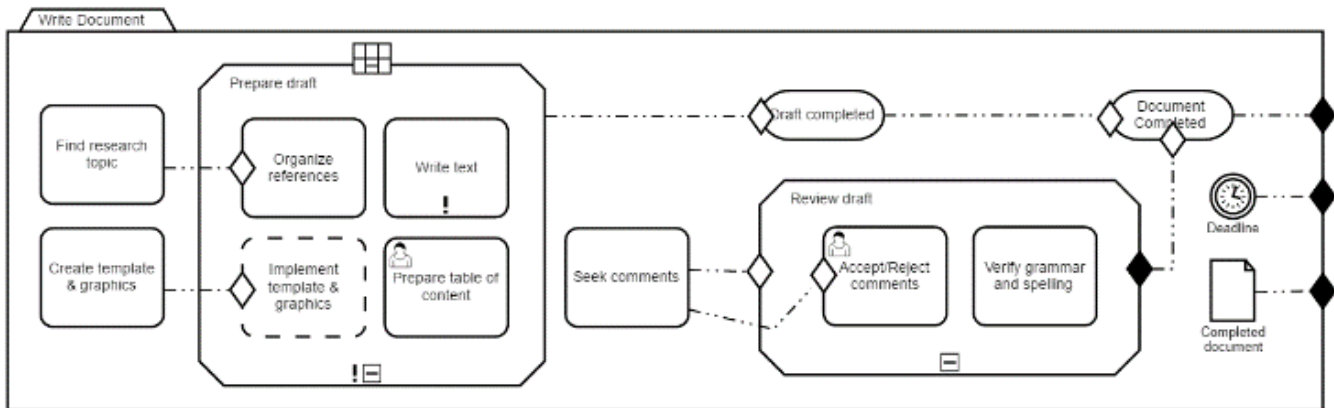 Write Document
Prepare draft
Find research
topic
Organize
references
Write text
!
Draft completed
Document
Completed
Create template
& graphics
Implement
template &
graphics
Prepare table of
content
!
Seek comments
Review draft
Accept/Reject
comments
Verify grammar
and spelling
Deadline
Completed
document